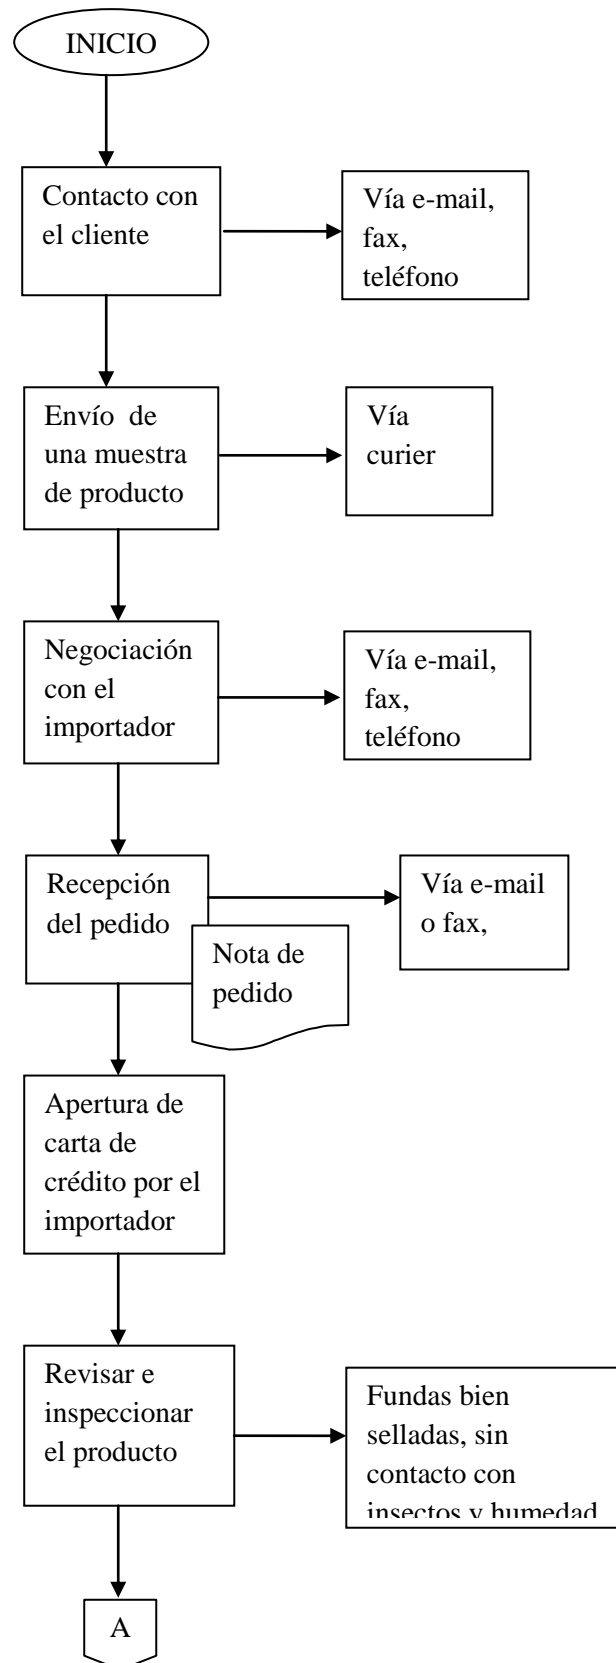 INICIO
Contacto con
el cliente
Vía e-mail,
fax,
teléfono
Envío de
una muestra
de producto
Vía
curier
Negociación
con el
importador
Vía e-mail,
fax,
teléfono
Recepción
del pedido
Vía e-mail
o fax,
Nota de
pedido
Apertura de
carta de
crédito por el
importador
Revisar e
inspeccionar
el producto
Fundas bien
selladas, sin
contacto con
insectos y humedad
A